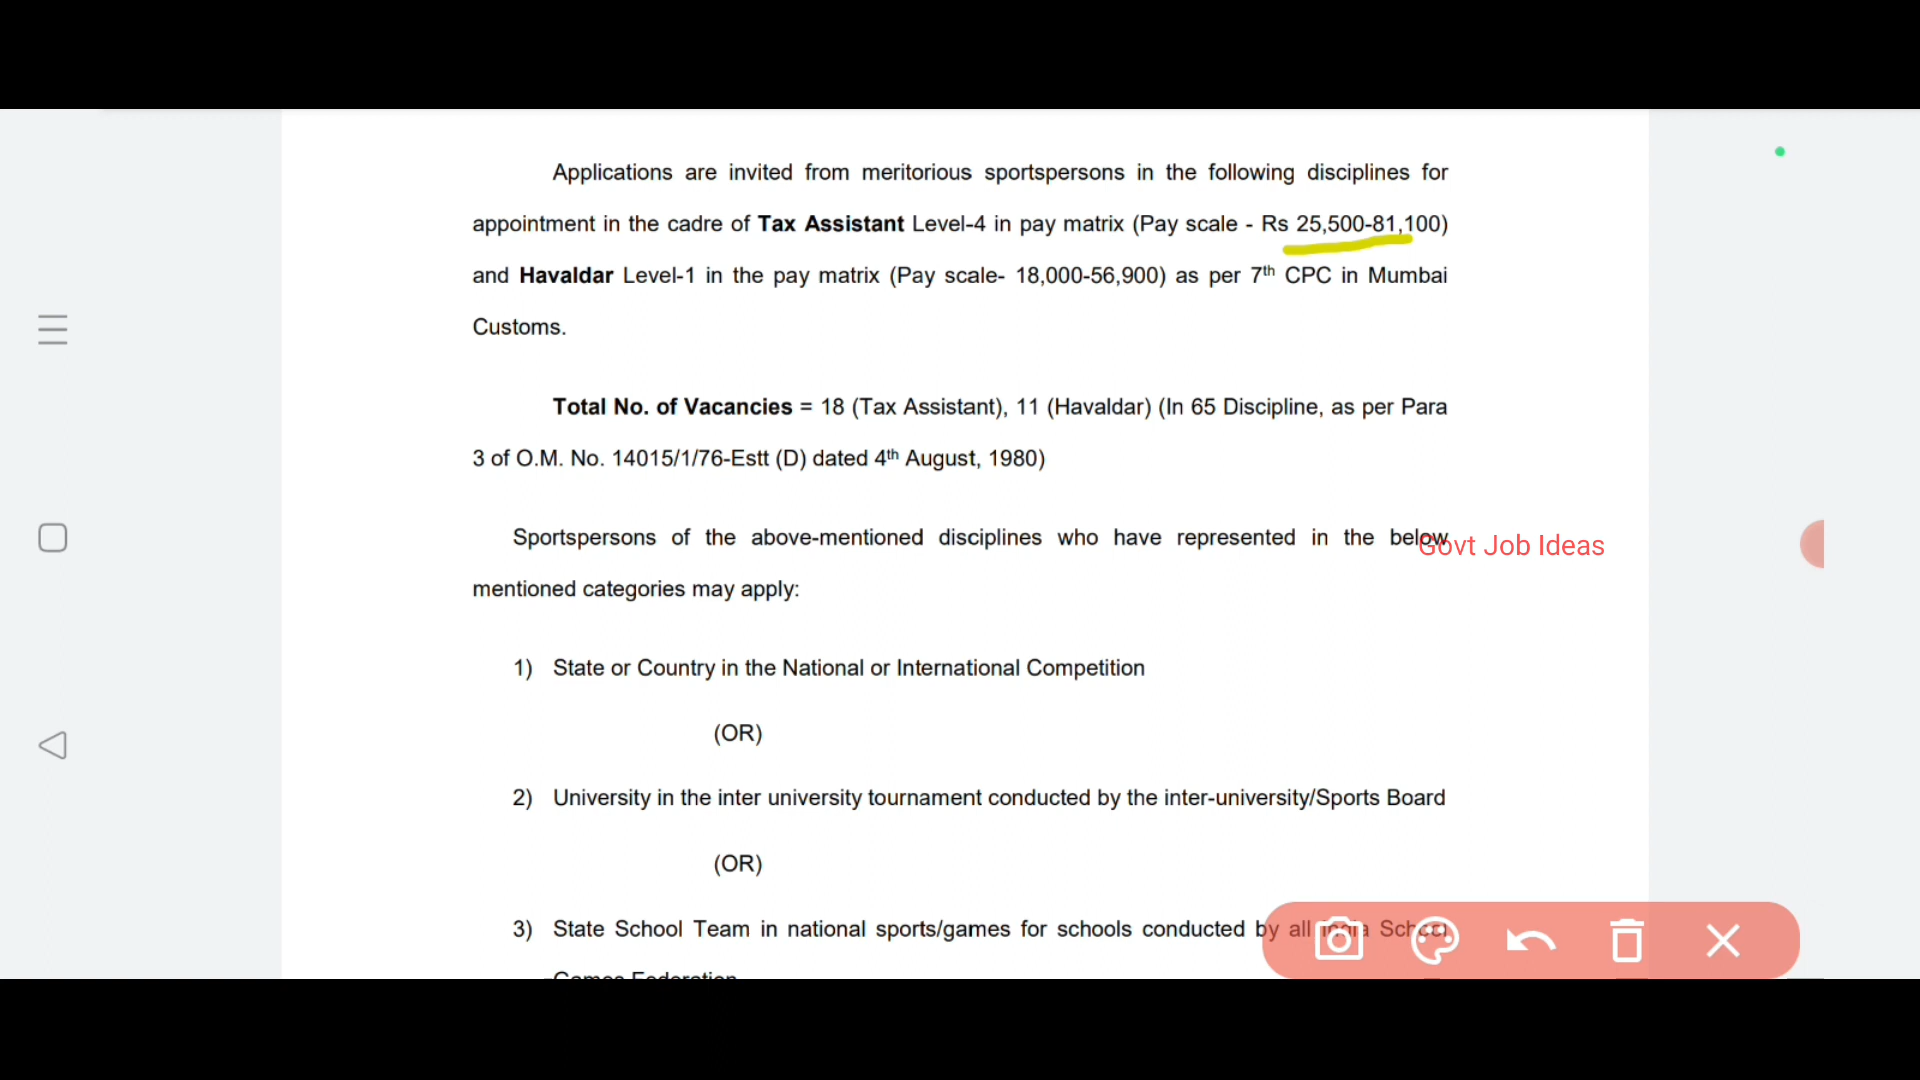 Applications are invited from meritorious sportspersons in the following disciplines for
appointment in the cadre of Tax Assistant Level-4 in pay matrix (Pay scale - Rs 25,500-81,100)
and Havaldar Level-1 in the pay matrix (Pay scale- 18,000-56,900) as per 7th CPC in Mumbai
Customs.
Total No. of Vacancies = 18 (Tax Assistant), 11 (Havaldar) (In 65 Discipline, as per Para
3 of O.M. No. 14015/1/76-Estt (D) dated 4th August, 1980)
Sportspersons of the above-mentioned disciplines who have represented in the below
Govt Job Ideas
mentioned categories may apply:
1) State or Country in the National or International Competition
(OR)
2) University in the inter university tournament conducted by the inter-university/Sports Board
(OR)
3) State School Team in national sports/games for schools conducted by all India School
Games Federation